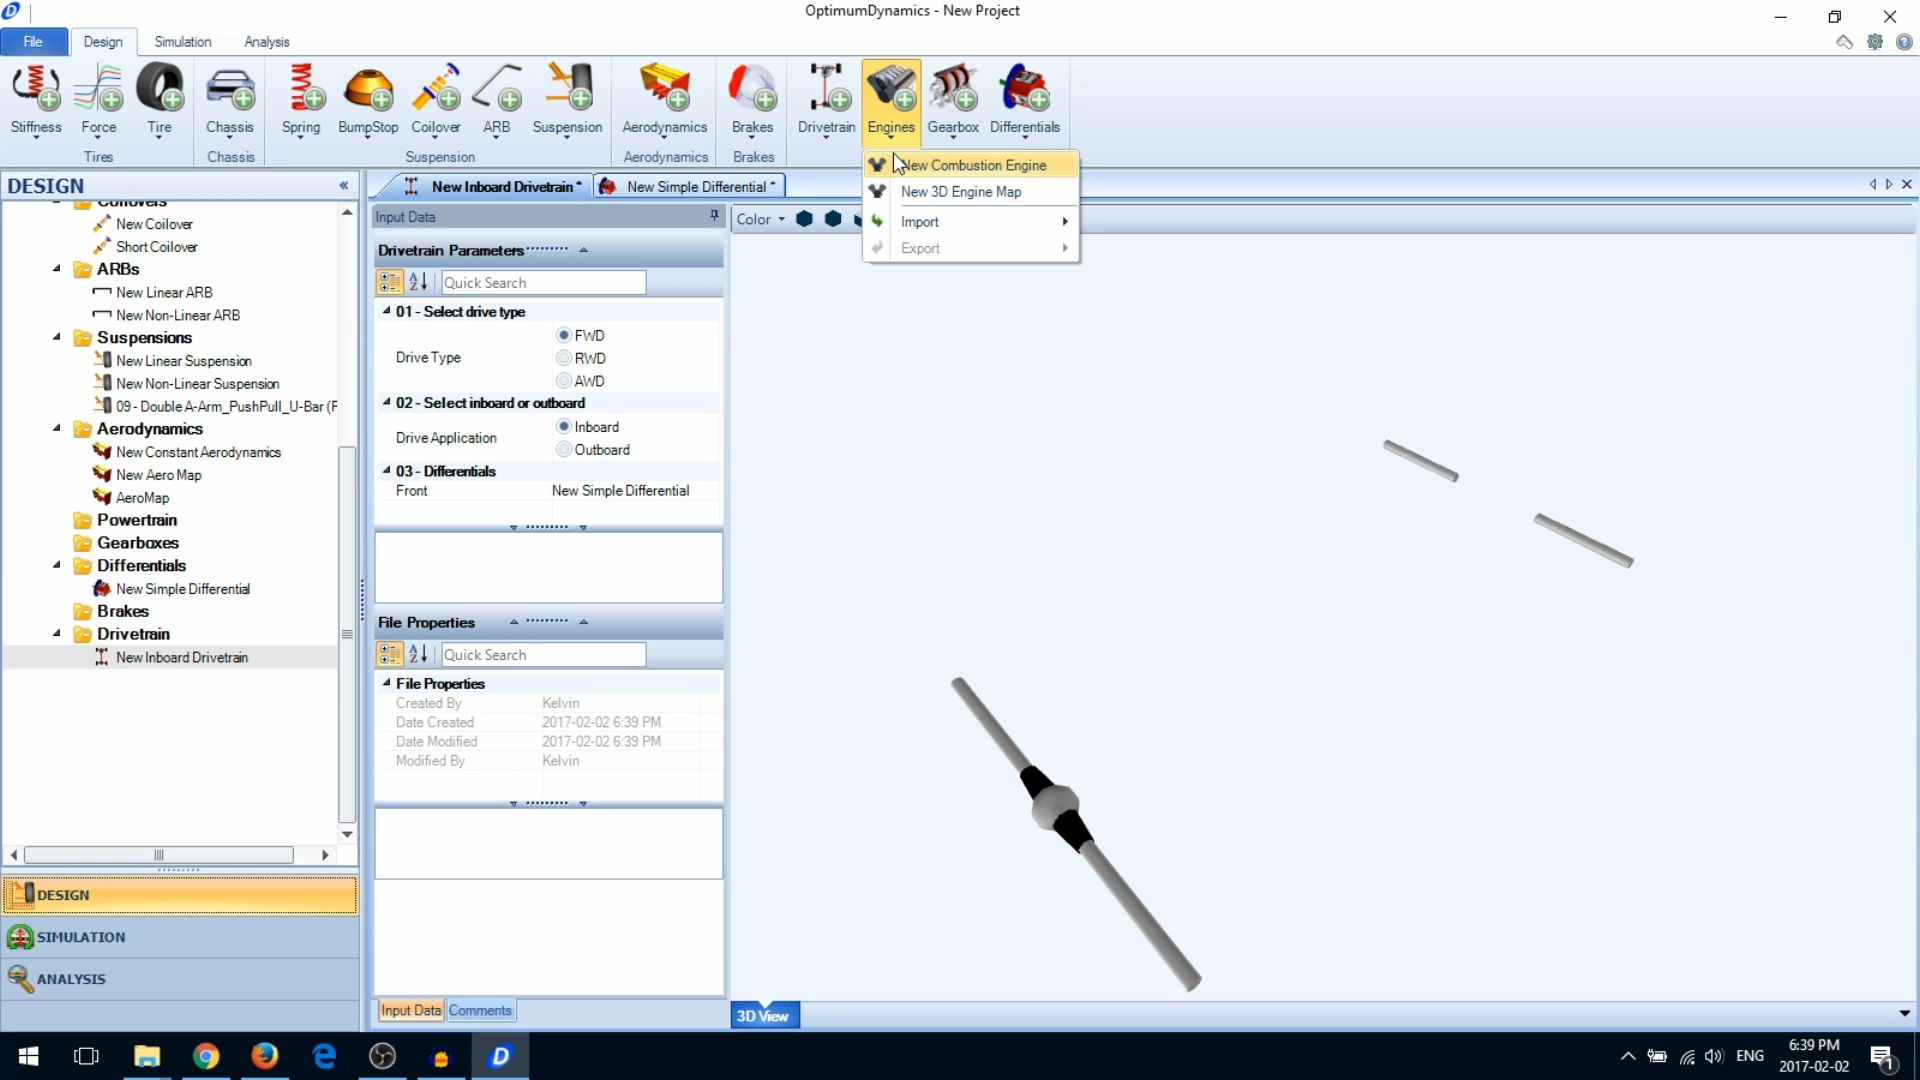 OptimumDynamics - New Project
File
Design
Simulation
Analysis
Stiffness
Force
Tire
Chassis
Spring
BumpStop
Coilover
ARB
Suspension
Aerodynamics
Brakes
Drivetrain
Engines
Gearbox
Differentials
Tires
Chassis
Suspension
Aerodynamics
Brakes
New Combustion Engine
New 3D Engine Map
Import
Export
DESIGN
«
Coilovers
New Coilover
Short Coilover
ARBs
New Linear ARB
New Non-Linear ARB
Suspensions
New Linear Suspension
New Non-Linear Suspension
09 - Double A-Arm_PushPull_U-Bar (F
Aerodynamics
New Constant Aerodynamics
New Aero Map
AeroMap
Powertrain
Gearboxes
Differentials
New Simple Differential
Brakes
Drivetrain
New Inboard Drivetrain
DESIGN
SIMULATION
ANALYSIS
New Inboard Drivetrain *
New Simple Differential *
Input Data
Color
Drivetrain Parameters
Quick Search
01 - Select drive type
Drive Type
FWD
RWD
AWD
02 - Select inboard or outboard
Drive Application
Inboard
Outboard
03 - Differentials
Front New Simple Differential
File Properties
Quick Search
File Properties
Created By Kelvin
Date Created 2017-02-02 6:39 PM
Date Modified 2017-02-02 6:39 PM
Modified By Kelvin
Input Data
Comments
3D View
ENG
6:39 PM
2017-02-02
1